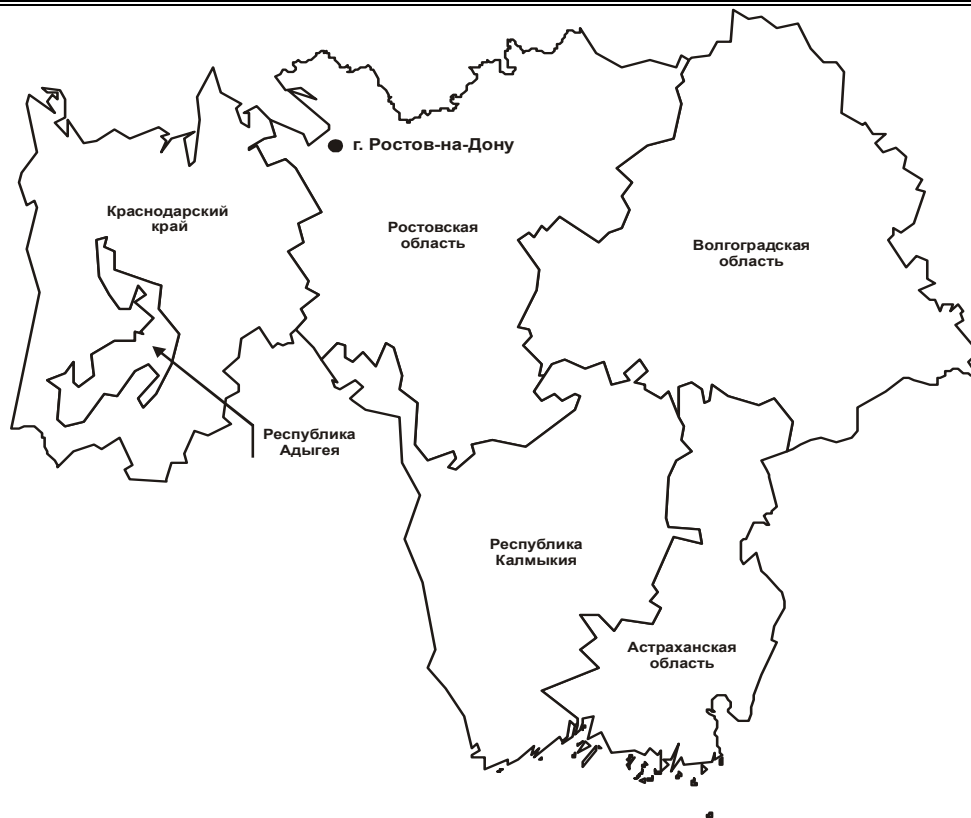 г. Ростов-на-Дону
Краснодарский
край
Ростовская
область
Волгоградская
область
Республика
Адыгея
Республика
Калмыкия
Астраханская
область